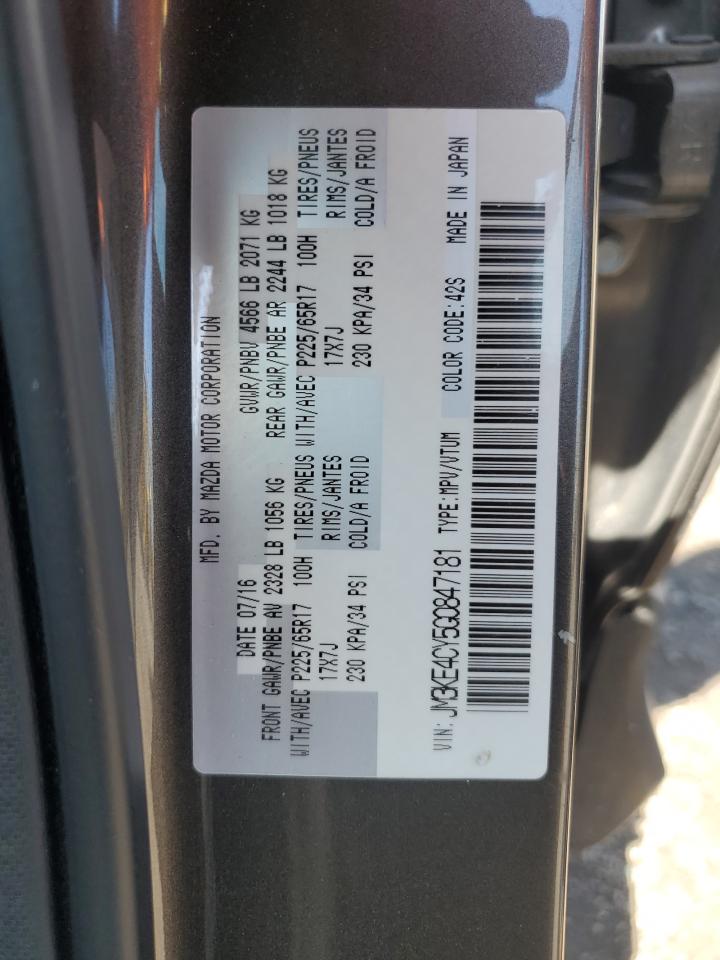 MFD. BY MAZDA MOTOR CORPORATION
DATE 07/16 GVWR/PNBV 4566 LB 2071 KG
FRONT GAWR/PNBE AV 2328 LB 1056 KG REAR GAWR/PNBE AR 2244 LB 1018 KG
WITH/AVEC P225/65R17 100H TIRES/PNEUS WITH/AVEC P225/65R17 100H TIRES/PNEUS
17X7J RIMS/JANTES 17X7J RIMS/JANTES
230 KPA/34 PSI COLD/A FROID 230 KPA/34 PSI COLD/A FROID
VIN: JM3KE4CY5G0847181 TYPE:MPV/VTUM COLOR CODE:42S MADE IN JAPAN